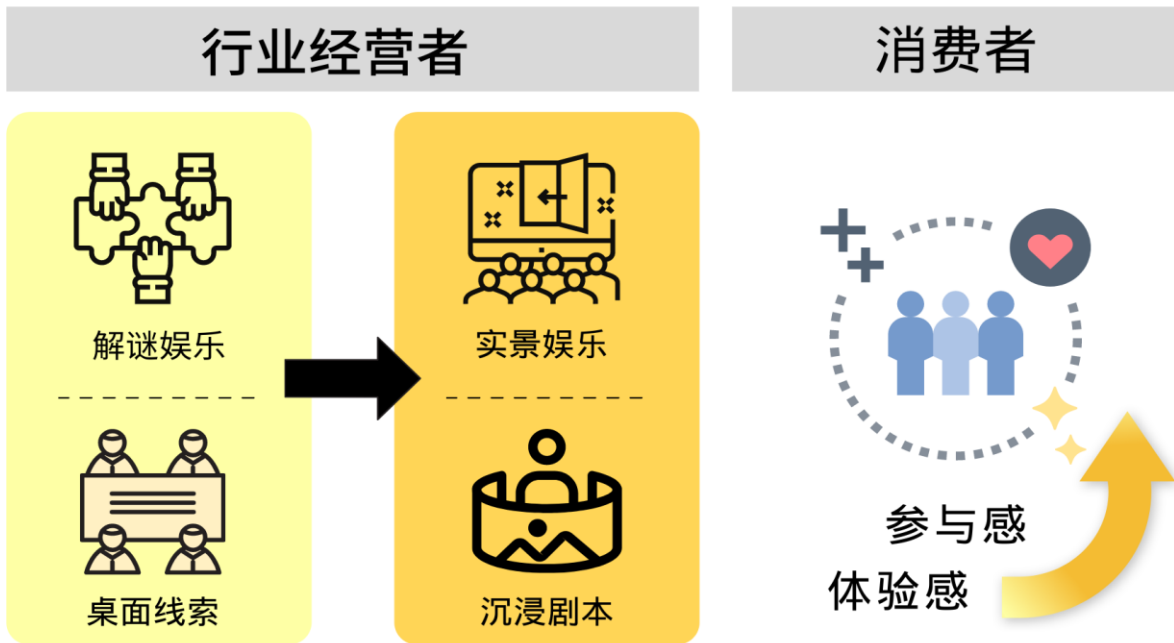 行业经营者
消费者
解谜娱乐
实景娱乐
桌面线索
沉浸剧本
参与感
体验感